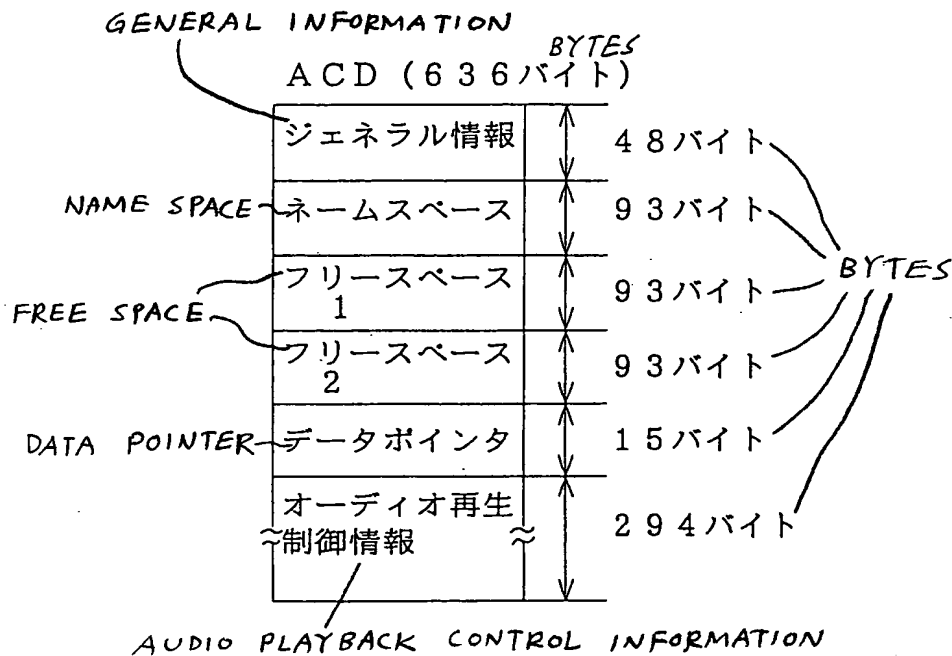 GENERAL INFORMATION
BYTES
ACD (636バイト)
ジェネラル情報
48バイト
NAME SPACE
ネームスペース
93バイト
BYTES
FREE SPACE
フリースペース
1
93バイト
フリースペース
2
93バイト
DATA POINTER
データポインタ
15バイト
オーディオ再生
制御情報
294バイト
AUDIO PLAYBACK CONTROL INFORMATION